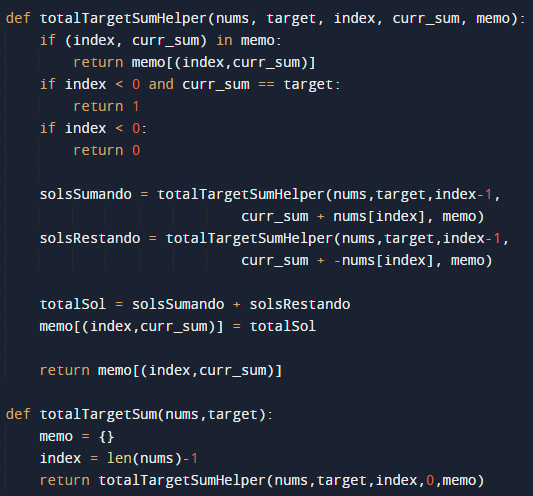 def totalTargetSumHelper(nums, target, index, curr_sum, memo):
    if (index, curr_sum) in memo:
        return memo[(index,curr_sum)]
    if index < 0 and curr_sum == target:
        return 1
    if index < 0:
        return 0
    solsSumando = totalTargetSumHelper(nums,target,index-1,
                            curr_sum + nums[index], memo)
    solsRestando = totalTargetSumHelper(nums,target,index-1,
                            curr_sum + -nums[index], memo)
    totalSol = solsSumando + solsRestando
    memo[(index,curr_sum)] = totalSol
    return memo[(index,curr_sum)]
def totalTargetSum(nums,target):
    memo = {}
    index = len(nums)-1
    return totalTargetSumHelper(nums,target,index,0,memo)